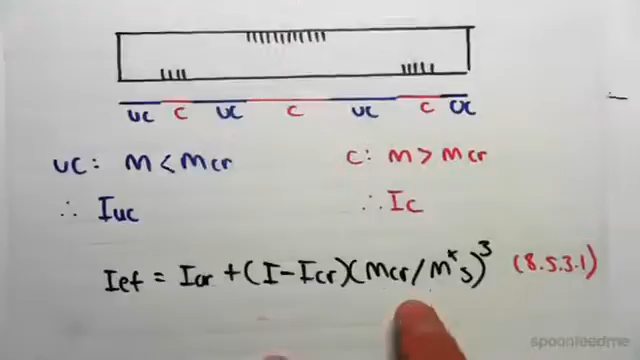 UC C UC C UC C UC
UC: M < Mcr C: M > Mcr
∴ Iuc ∴ Ic
Ief = Icr + (I - Icr)(Mcr/M*s)³ (8.5.3.1)
spoonfeedme